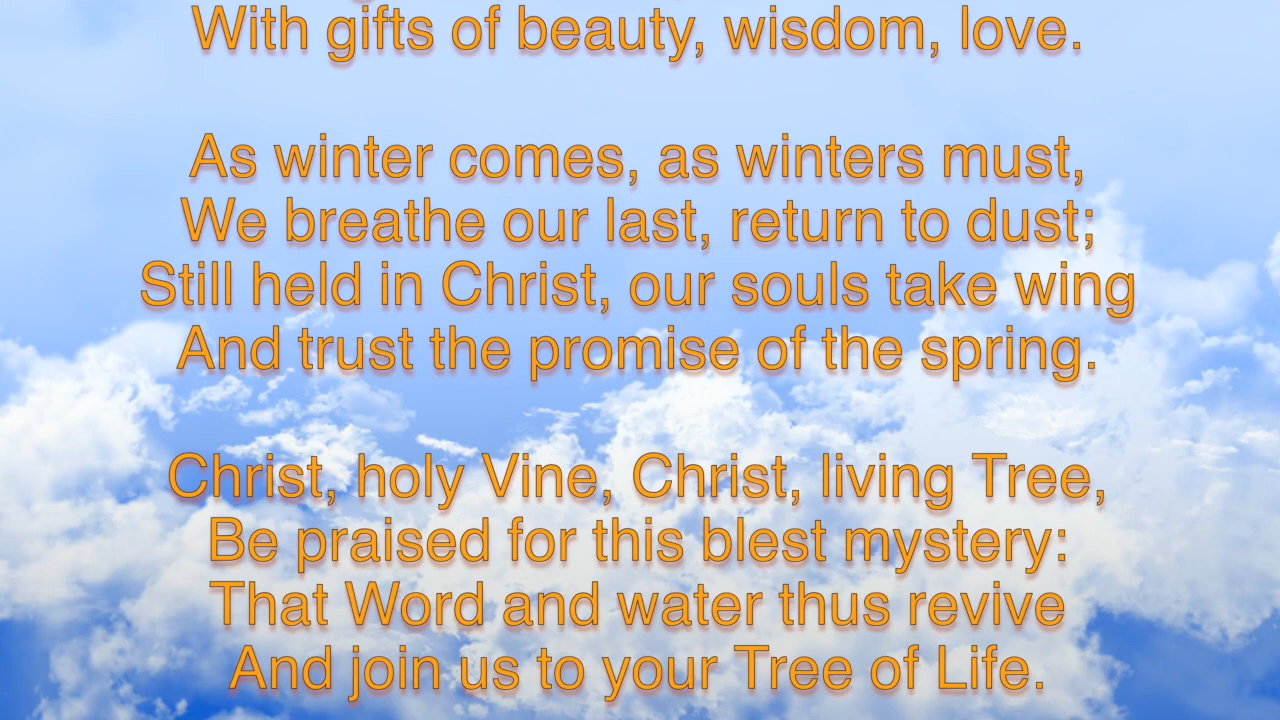 With gifts of beauty, wisdom, love.
As winter comes, as winters must,
We breathe our last, return to dust;
Still held in Christ, our souls take wing
And trust the promise of the spring.
Christ, holy Vine, Christ, living Tree,
Be praised for this blest mystery:
That Word and water thus revive
And join us to your Tree of Life.